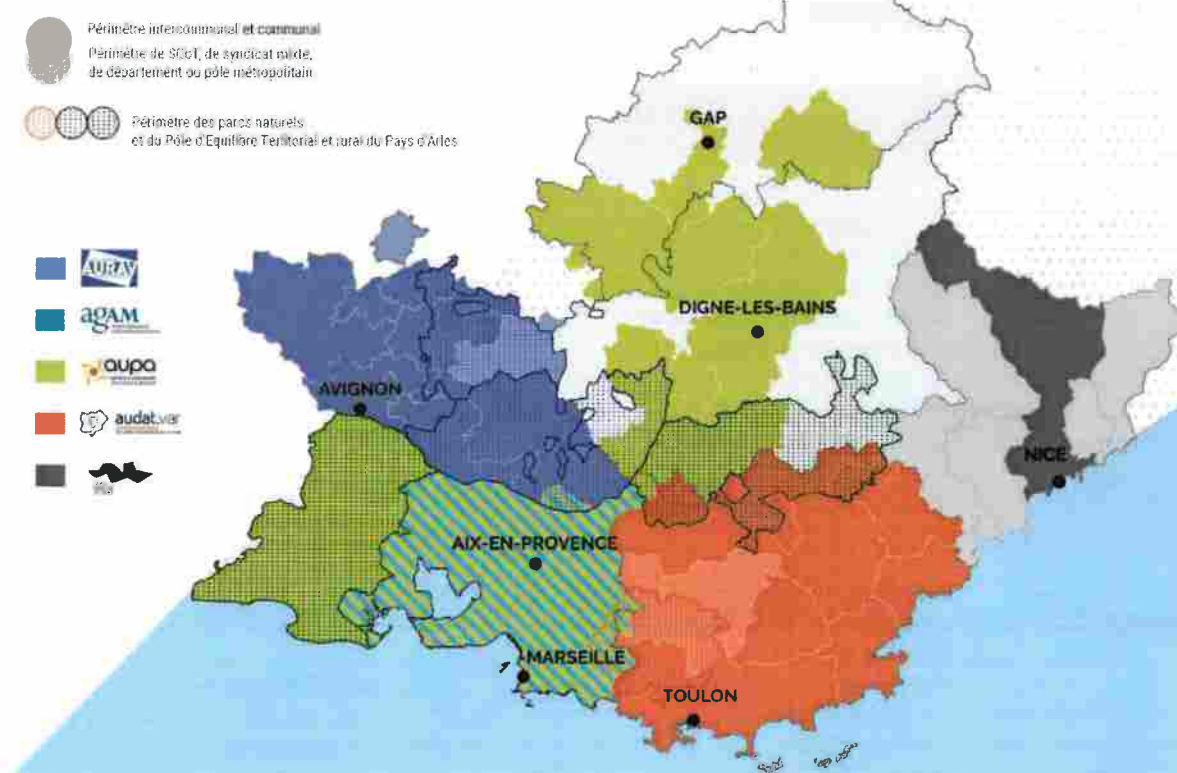 Périmètre intercommunal et communal
Périmètre de SCoT, de syndicat mixte,
de département ou pôle métropolitain
Périmètre des parcs naturels
et du Pôle d'Equilibre Territorial et rural du Pays d'Arles
GAP
AURAV
agAM
DIGNE-LES-BAINS
aupa
AVIGNON
audat.var
NICE
AIX-EN-PROVENCE
MARSEILLE
TOULON